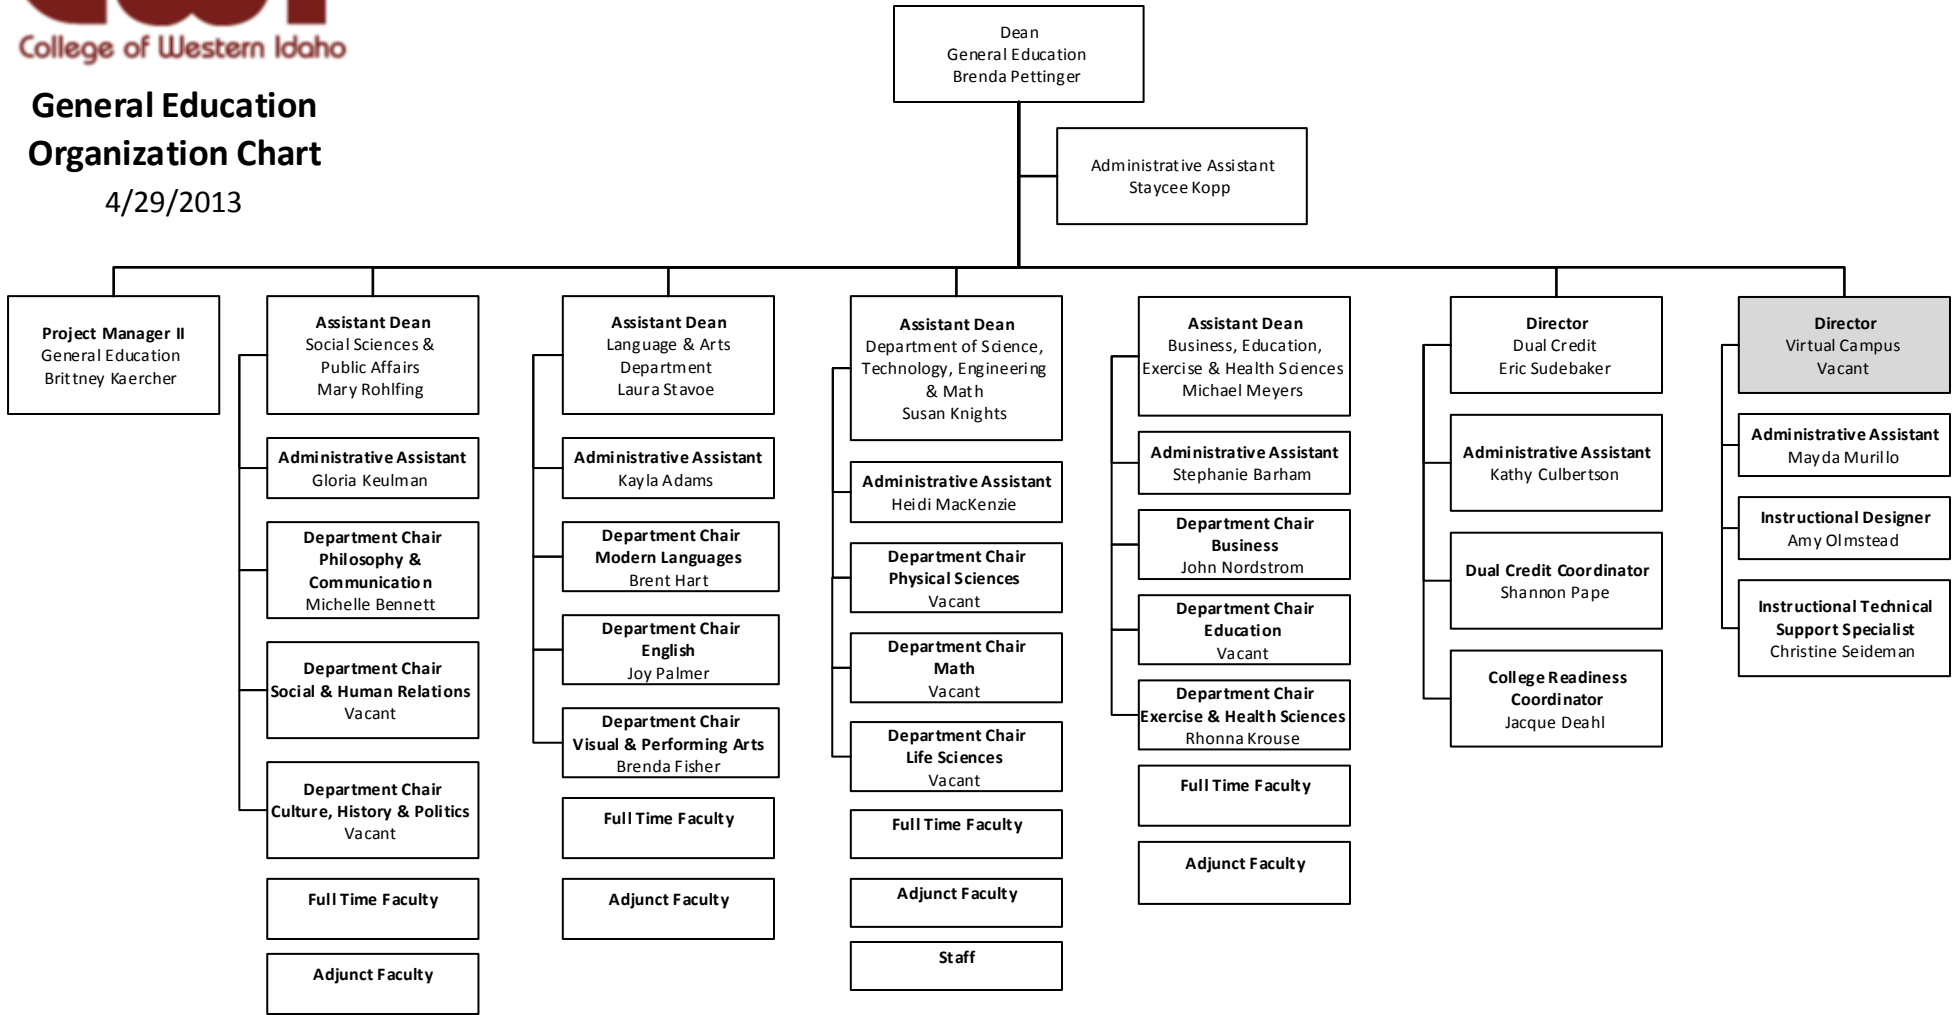 College of Western Idaho
General Education
Organization Chart
4/29/2013
Dean
General Education
Brenda Pettinger
Administrative Assistant
Staycee Kopp
Project Manager II
General Education
Brittney Kaercher
Assistant Dean
Social Sciences &
Public Affairs
Mary Rohlfing
Administrative Assistant
Gloria Keulman
Department Chair
Philosophy &
Communication
Michelle Bennett
Department Chair
Social & Human Relations
Vacant
Department Chair
Culture, History & Politics
Vacant
Full Time Faculty
Adjunct Faculty
Assistant Dean
Language & Arts
Department
Laura Stavoe
Administrative Assistant
Kayla Adams
Department Chair
Modern Languages
Brent Hart
Department Chair
English
Joy Palmer
Department Chair
Visual & Performing Arts
Brenda Fisher
Full Time Faculty
Adjunct Faculty
Assistant Dean
Department of Science,
Technology, Engineering
& Math
Susan Knights
Administrative Assistant
Heidi MacKenzie
Department Chair
Physical Sciences
Vacant
Department Chair
Math
Vacant
Department Chair
Life Sciences
Vacant
Full Time Faculty
Adjunct Faculty
Staff
Assistant Dean
Business, Education,
Exercise & Health Sciences
Michael Meyers
Administrative Assistant
Stephanie Barham
Department Chair
Business
John Nordstrom
Department Chair
Education
Vacant
Department Chair
Exercise & Health Sciences
Rhonna Krouse
Full Time Faculty
Adjunct Faculty
Director
Dual Credit
Eric Sudebaker
Administrative Assistant
Kathy Culbertson
Dual Credit Coordinator
Shannon Pape
College Readiness
Coordinator
Jacque Deahl
Director
Virtual Campus
Vacant
Administrative Assistant
Mayda Murillo
Instructional Designer
Amy Olmstead
Instructional Technical
Support Specialist
Christine Seideman